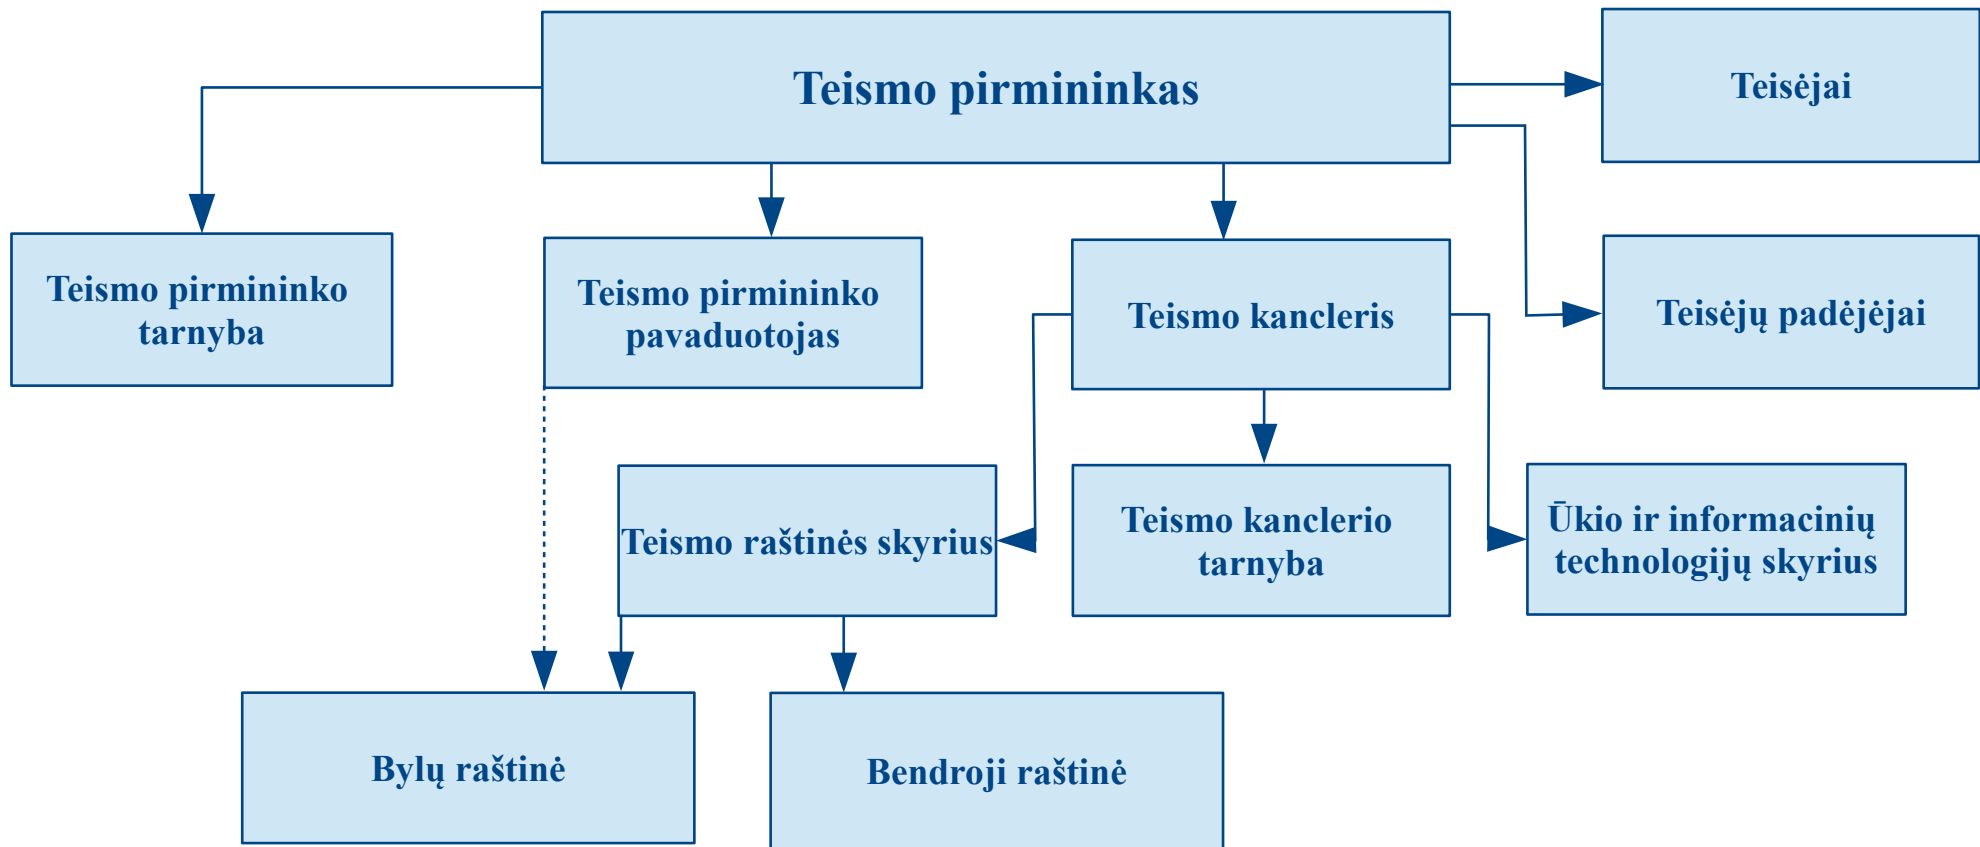 Teismo pirmininkas
Teisėjai
Teismo pirmininko
tarnyba
Teismo pirmininko
pavaduotojas
Teismo kancleris
Teisėjų padėjėjai
Teismo raštinės skyrius
Teismo kanclerio
tarnyba
Ūkio ir informacinių
technologijų skyrius
Bylų raštinė
Bendroji raštinė